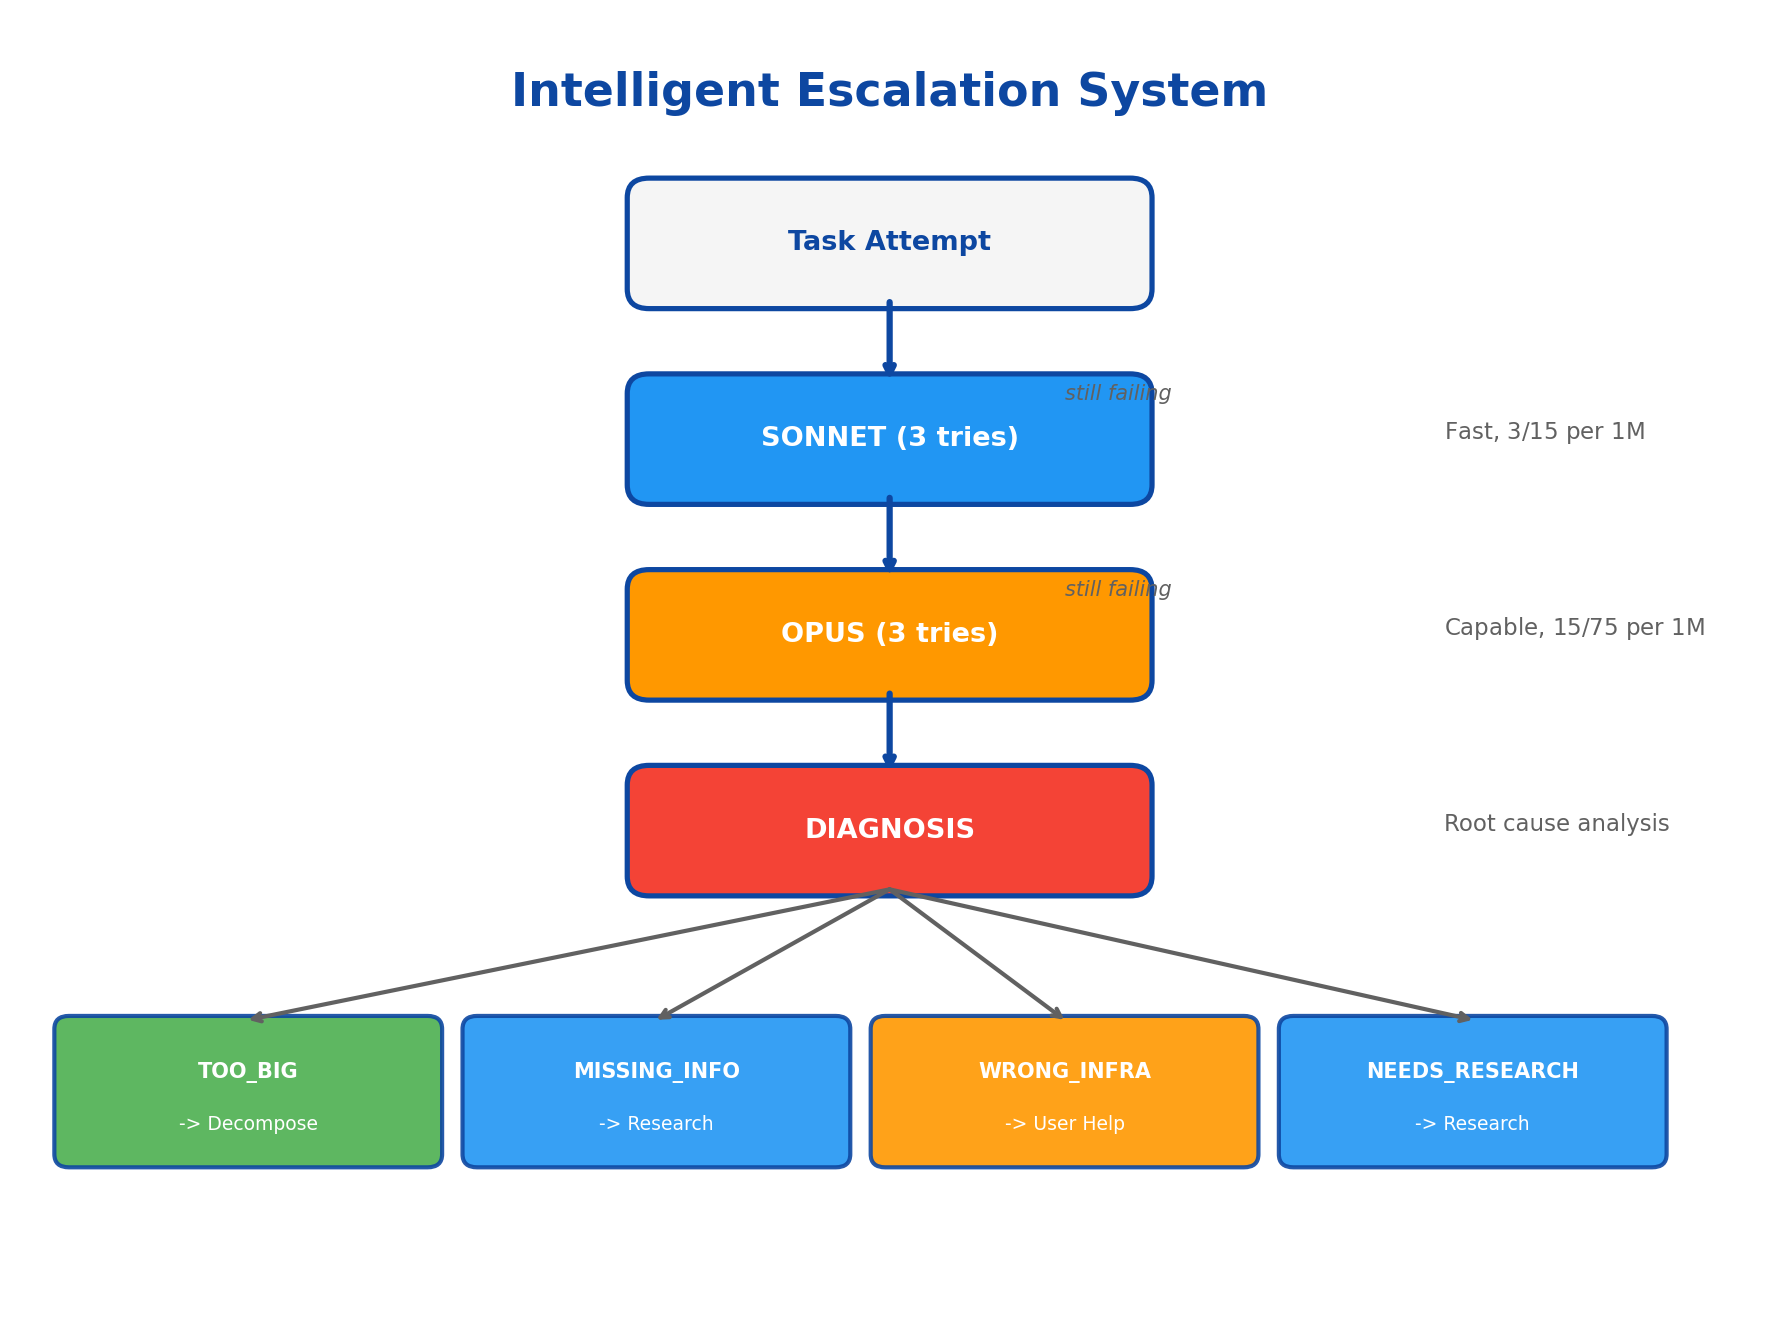 Intelligent Escalation System
Task Attempt
still failing
SONNET (3 tries)
Fast, 3/15 per 1M
still failing
OPUS (3 tries)
Capable, 15/75 per 1M
DIAGNOSIS
Root cause analysis
TOO_BIG
-> Decompose
MISSING_INFO
-> Research
WRONG_INFRA
-> User Help
NEEDS_RESEARCH
-> Research